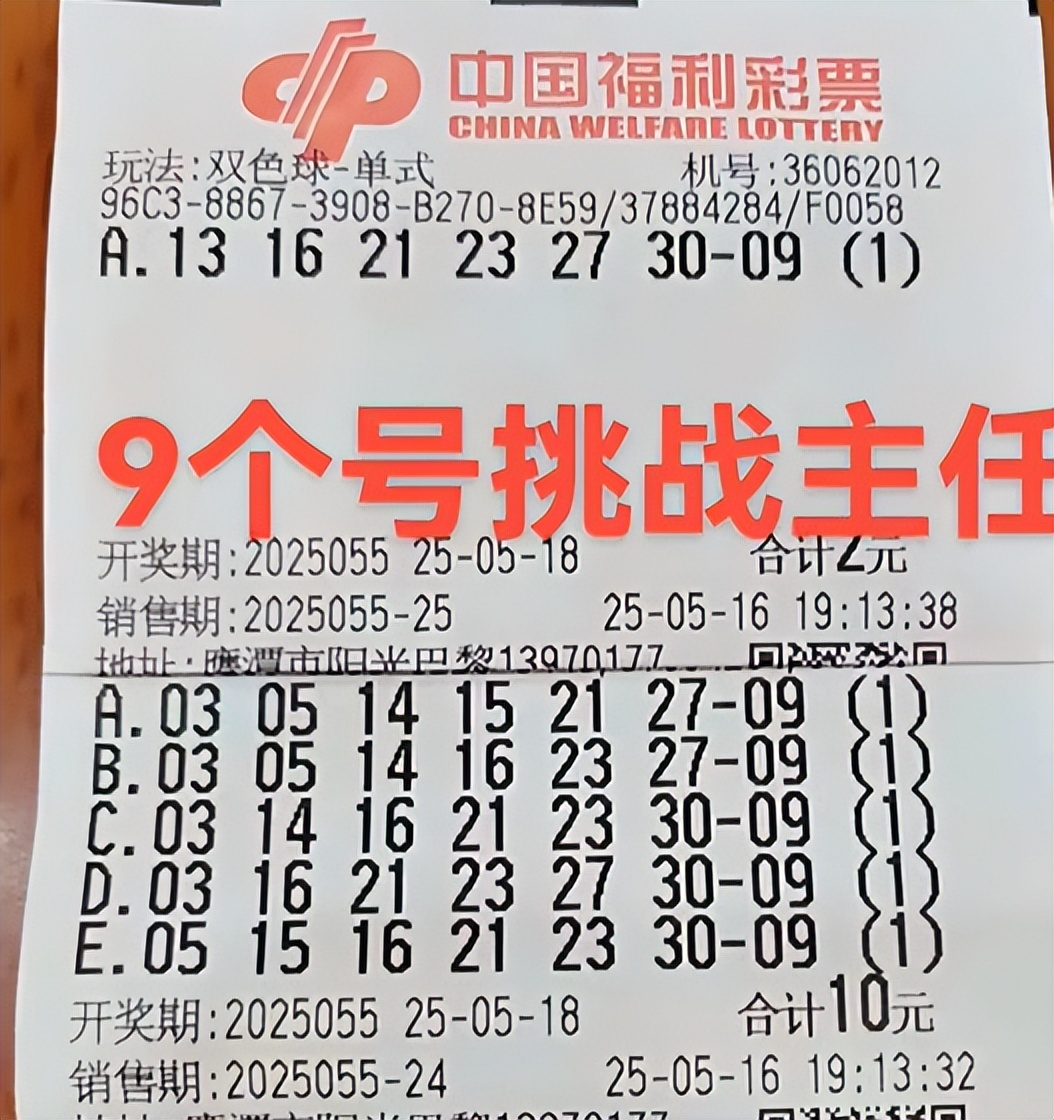 中国福利彩票
CHINA WELFARE LOTTERY
玩法:双色球-单式 机号:36062012
96C3-8867-3908-B270-8E59/37884284/F0058
A.13 16 21 23 27 30-09 (1)
9个号挑战主任
开奖期:2025055 25-05-18 合计2元
销售期:2025055-25 25-05-16 19:13:38
地址:鹰潭市阳光巴黎13970177
A.03 05 14 15 21 27-09 (1)
B.03 05 14 16 23 27-09 (1)
C.03 14 16 21 23 30-09 (1)
D.03 16 21 23 27 30-09 (1)
E.05 15 16 21 23 30-09 (1)
开奖期:2025055 25-05-18 合计10元
销售期:2025055-24 25-05-16 19:13:32